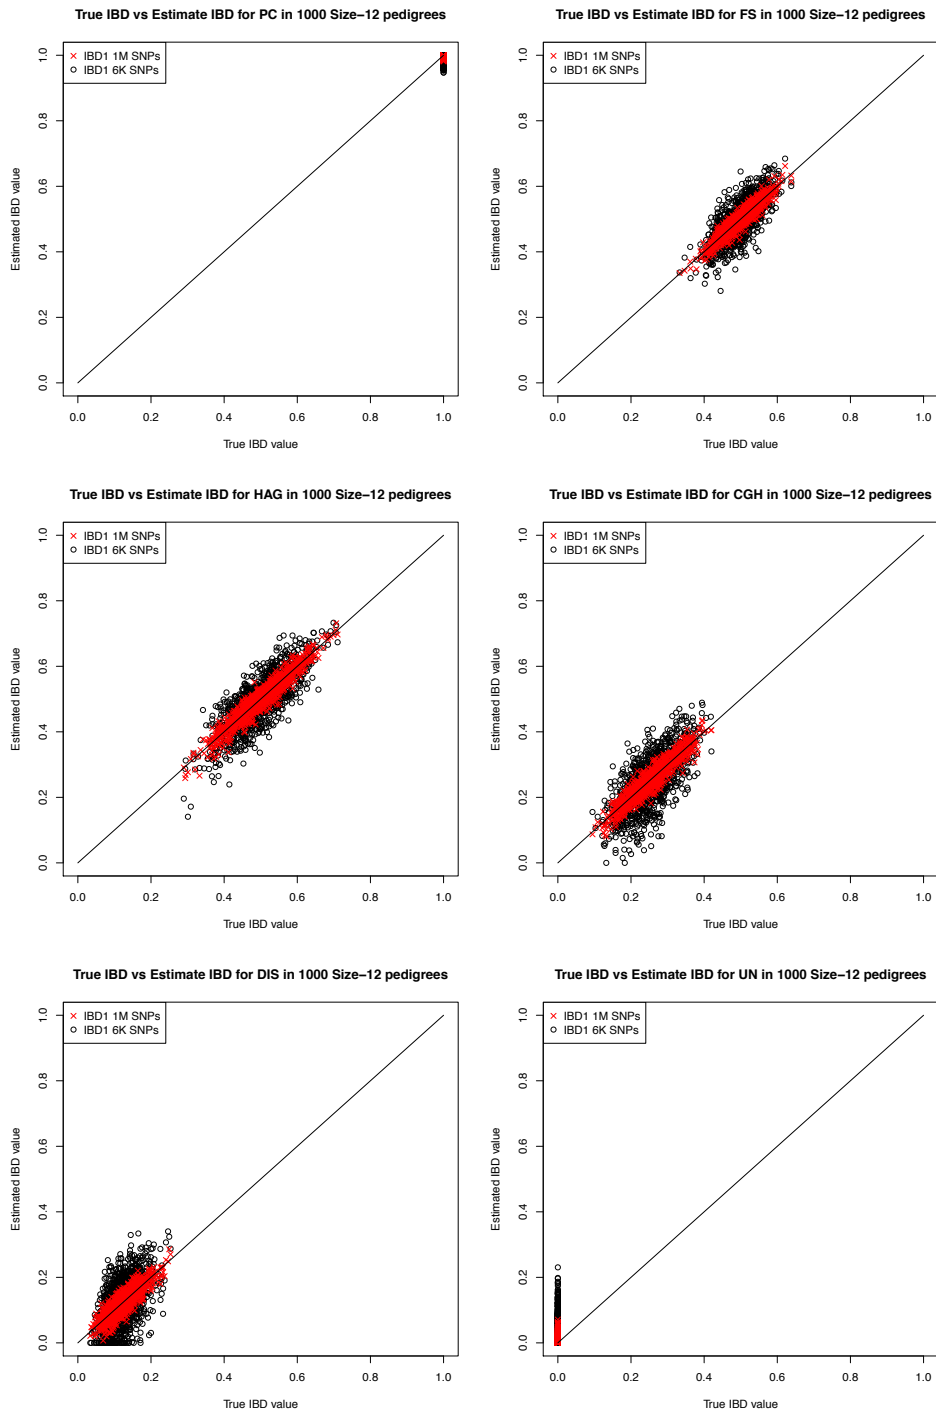 True IBD vs Estimate IBD for PC in 1000 Size−12 pedigrees
IBD1 1M SNPs
IBD1 6K SNPs
1.0
0.8
0.6
0.4
0.2
0.0
Estimated IBD value
0.0 0.2 0.4 0.6 0.8 1.0
True IBD value
True IBD vs Estimate IBD for FS in 1000 Size−12 pedigrees
IBD1 1M SNPs
IBD1 6K SNPs
1.0
0.8
0.6
0.4
0.2
0.0
Estimated IBD value
0.0 0.2 0.4 0.6 0.8 1.0
True IBD value
True IBD vs Estimate IBD for HAG in 1000 Size−12 pedigrees
IBD1 1M SNPs
IBD1 6K SNPs
1.0
0.8
0.6
0.4
0.2
0.0
Estimated IBD value
0.0 0.2 0.4 0.6 0.8 1.0
True IBD value
True IBD vs Estimate IBD for CGH in 1000 Size−12 pedigrees
IBD1 1M SNPs
IBD1 6K SNPs
1.0
0.8
0.6
0.4
0.2
0.0
Estimated IBD value
0.0 0.2 0.4 0.6 0.8 1.0
True IBD value
True IBD vs Estimate IBD for DIS in 1000 Size−12 pedigrees
IBD1 1M SNPs
IBD1 6K SNPs
1.0
0.8
0.6
0.4
0.2
0.0
Estimated IBD value
0.0 0.2 0.4 0.6 0.8 1.0
True IBD value
True IBD vs Estimate IBD for UN in 1000 Size−12 pedigrees
IBD1 1M SNPs
IBD1 6K SNPs
1.0
0.8
0.6
0.4
0.2
0.0
Estimated IBD value
0.0 0.2 0.4 0.6 0.8 1.0
True IBD value